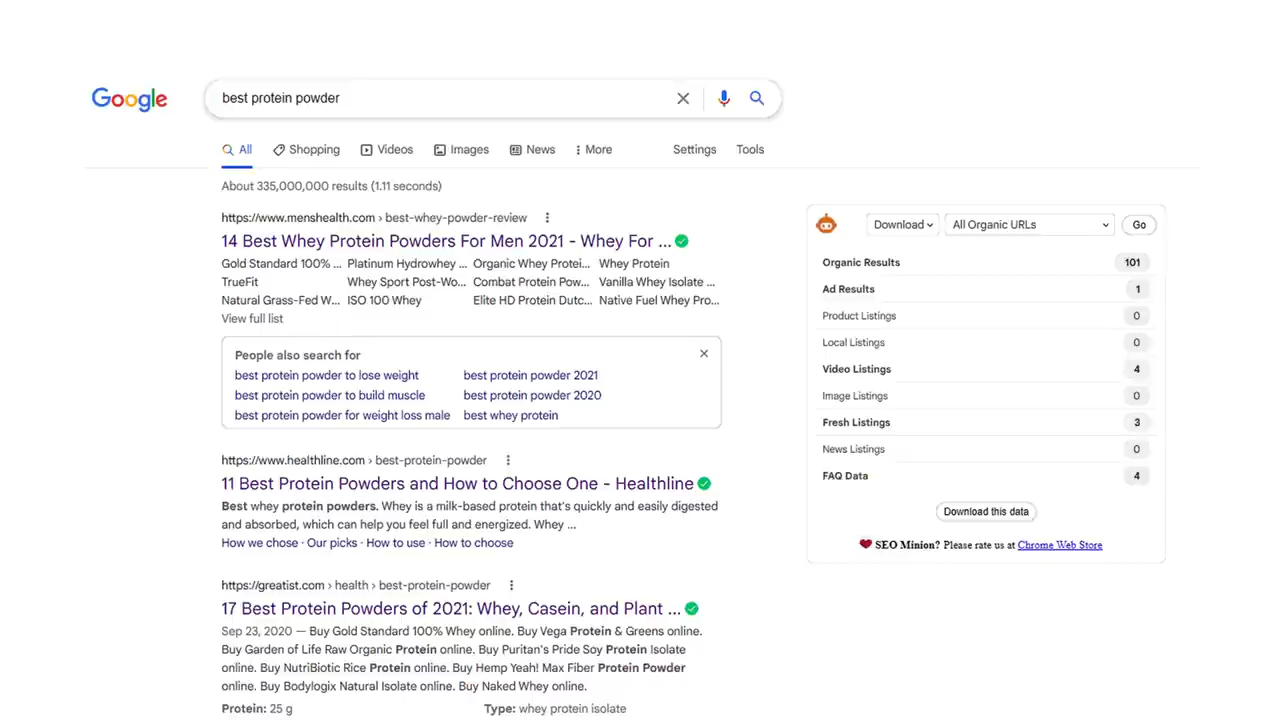 Google
best protein powder
All Shopping Videos Images News More Settings Tools
About 335,000,000 results (1.11 seconds)
https://www.menshealth.com › best-whey-powder-review
14 Best Whey Protein Powders For Men 2021 - Whey For ...
Gold Standard 100% ... Platinum Hydrowhey ... Organic Whey Protei... Whey Protein
TrueFit Whey Sport Post-Wo... Combat Protein Pow... Vanilla Whey Isolate ...
Natural Grass-Fed W... ISO 100 Whey Elite HD Protein Dutc... Native Fuel Whey Pro...
View full list
People also search for
best protein powder to lose weight best protein powder 2021
best protein powder to build muscle best protein powder 2020
best protein powder for weight loss male best whey protein
https://www.healthline.com › best-protein-powder
11 Best Protein Powders and How to Choose One - Healthline
Best whey protein powders. Whey is a milk-based protein that's quickly and easily digested
and absorbed, which can help you feel full and energized. Whey ...
How we chose · Our picks · How to use · How to choose
https://greatist.com › health › best-protein-powder
17 Best Protein Powders of 2021: Whey, Casein, and Plant ...
Sep 23, 2020 — Buy Gold Standard 100% Whey online. Buy Vega Protein & Greens online.
Buy Garden of Life Raw Organic Protein online. Buy Puritan's Pride Soy Protein Isolate
online. Buy NutriBiotic Rice Protein online. Buy Hemp Yeah! Max Fiber Protein Powder
online. Buy Bodylogix Natural Isolate online. Buy Naked Whey online.
Protein: 25 g Type: whey protein isolate
Download All Organic URLs Go
Organic Results 101
Ad Results 1
Product Listings 0
Local Listings 0
Video Listings 4
Image Listings 0
Fresh Listings 3
News Listings 0
FAQ Data 4
Download this data
SEO Minion? Please rate us at Chrome Web Store